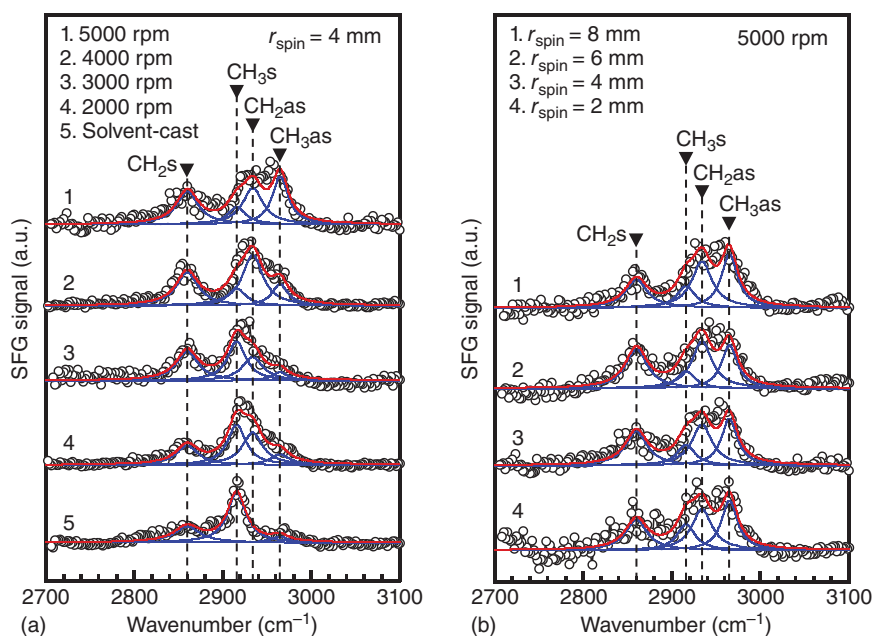 1. 5000 rpm
2. 4000 rpm
3. 3000 rpm
4. 2000 rpm
5. Solvent-cast
r_spin = 4 mm
CH₃s
CH₂as
CH₃as
CH₂s
1
2
3
4
5
SFG signal (a.u.)
2700 2800 2900 3000 3100
Wavenumber (cm⁻¹)
(a)
1. r_spin = 8 mm
2. r_spin = 6 mm
3. r_spin = 4 mm
4. r_spin = 2 mm
5000 rpm
CH₃s
CH₂as
CH₃as
CH₂s
1
2
3
4
SFG signal (a.u.)
2700 2800 2900 3000 3100
Wavenumber (cm⁻¹)
(b)